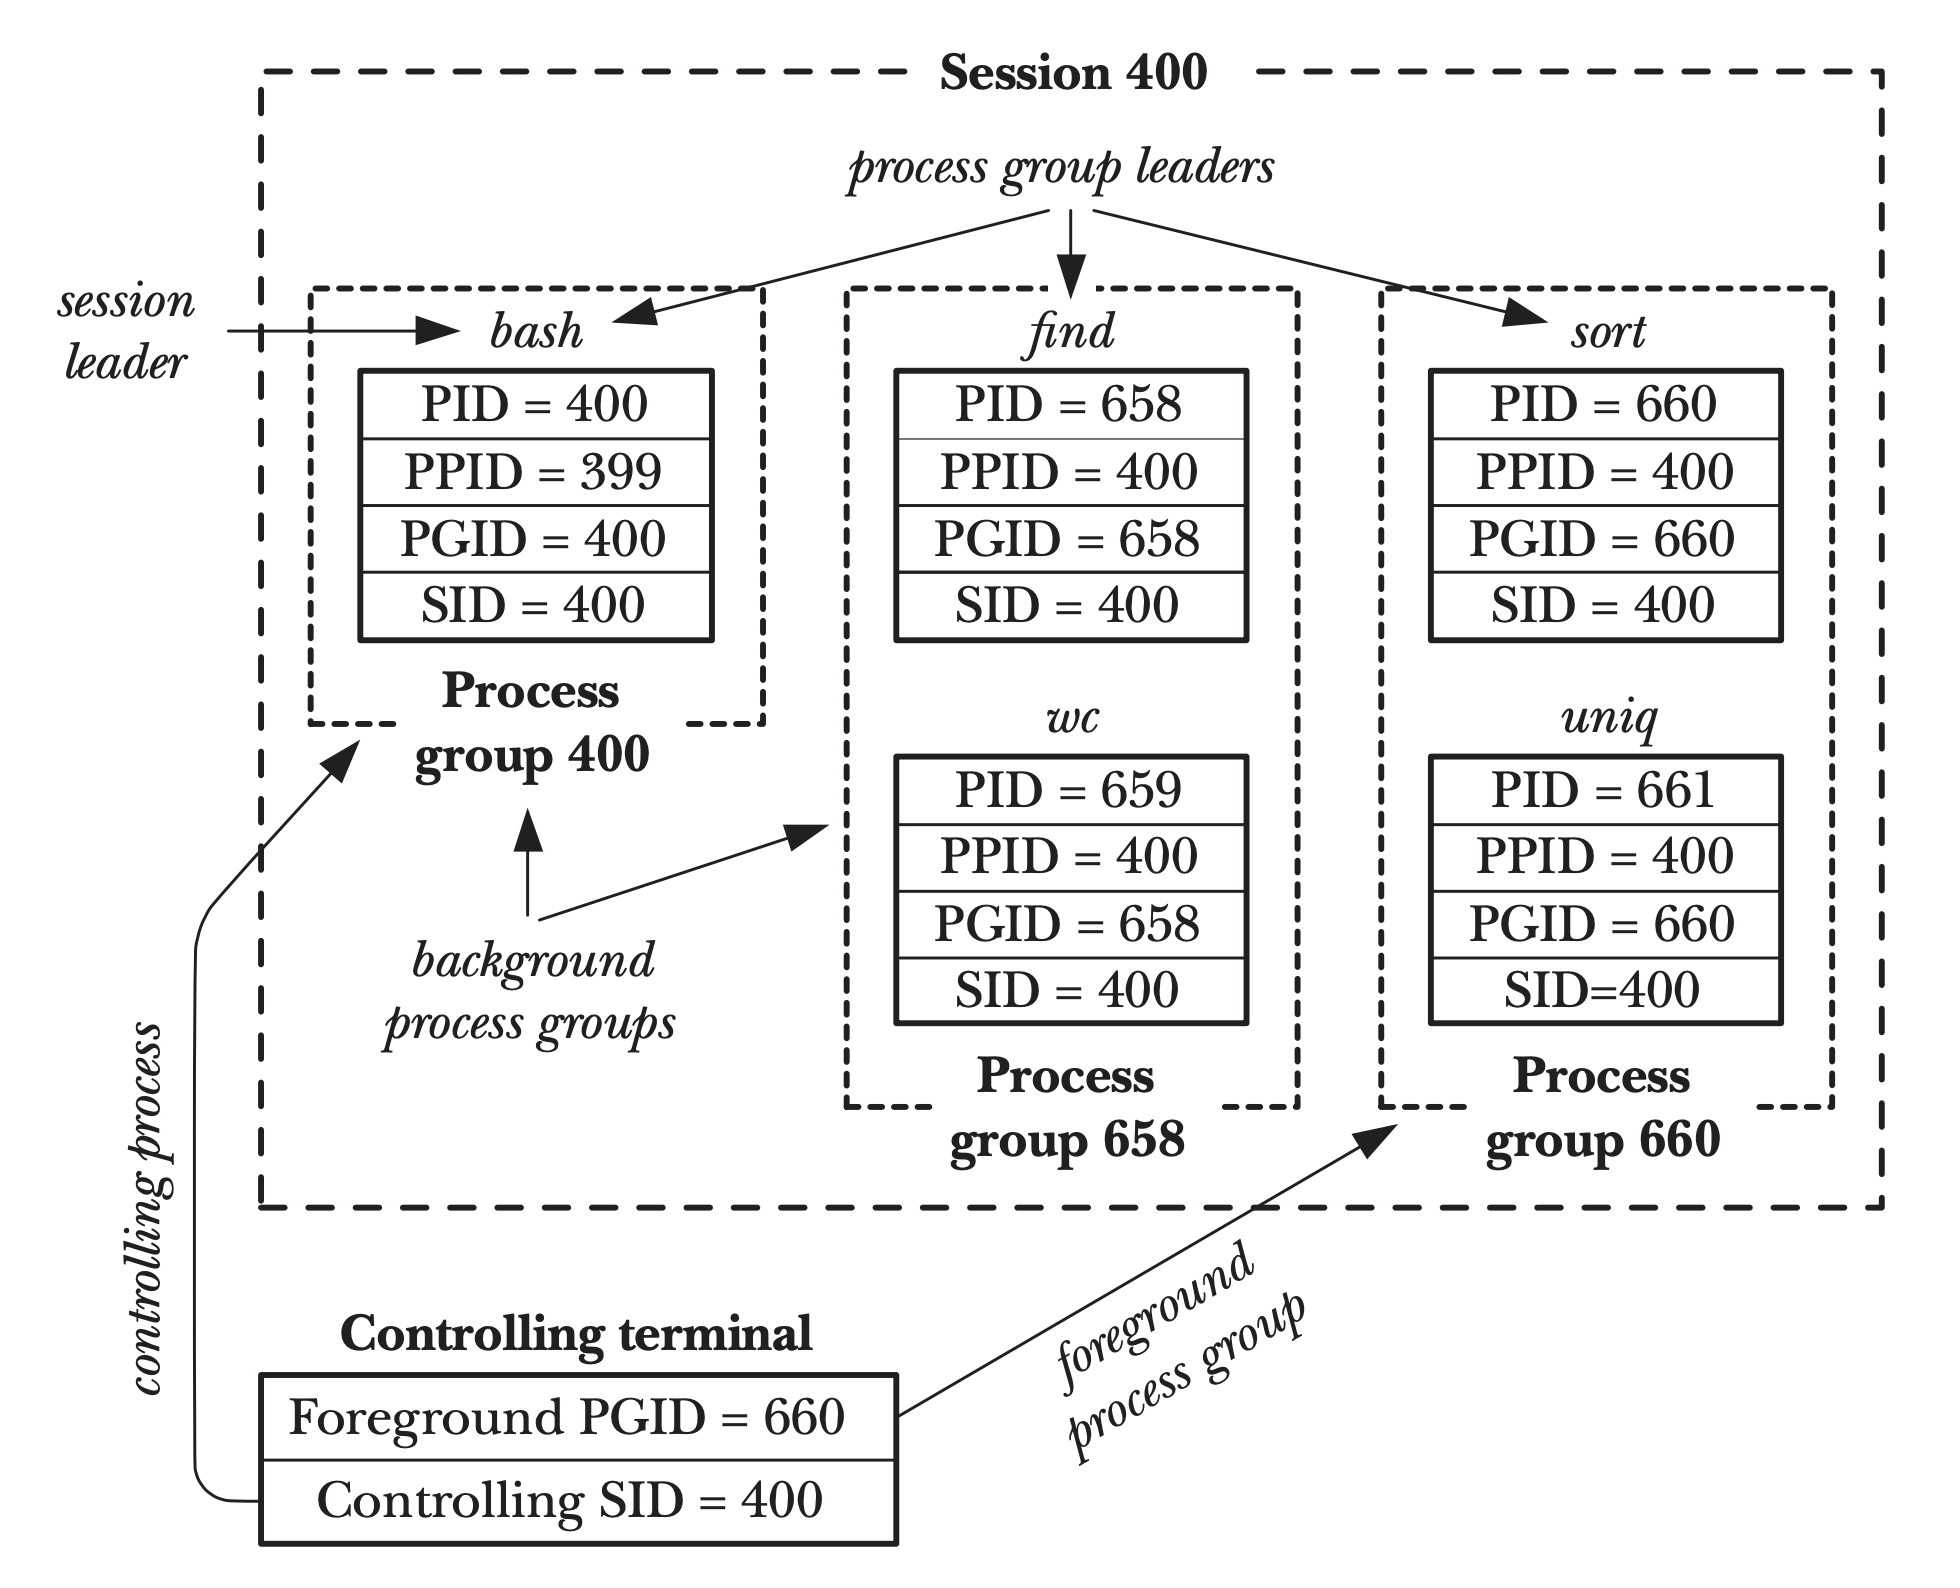 Session 400
process group leaders
session
leader
bash
PID = 400
PPID = 399
PGID = 400
SID = 400
Process
group 400
find
PID = 658
PPID = 400
PGID = 658
SID = 400
wc
PID = 659
PPID = 400
PGID = 658
SID = 400
Process
group 658
sort
PID = 660
PPID = 400
PGID = 660
SID = 400
uniq
PID = 661
PPID = 400
PGID = 660
SID=400
Process
group 660
background
process groups
controlling process
Controlling terminal
Foreground PGID = 660
Controlling SID = 400
foreground
process group